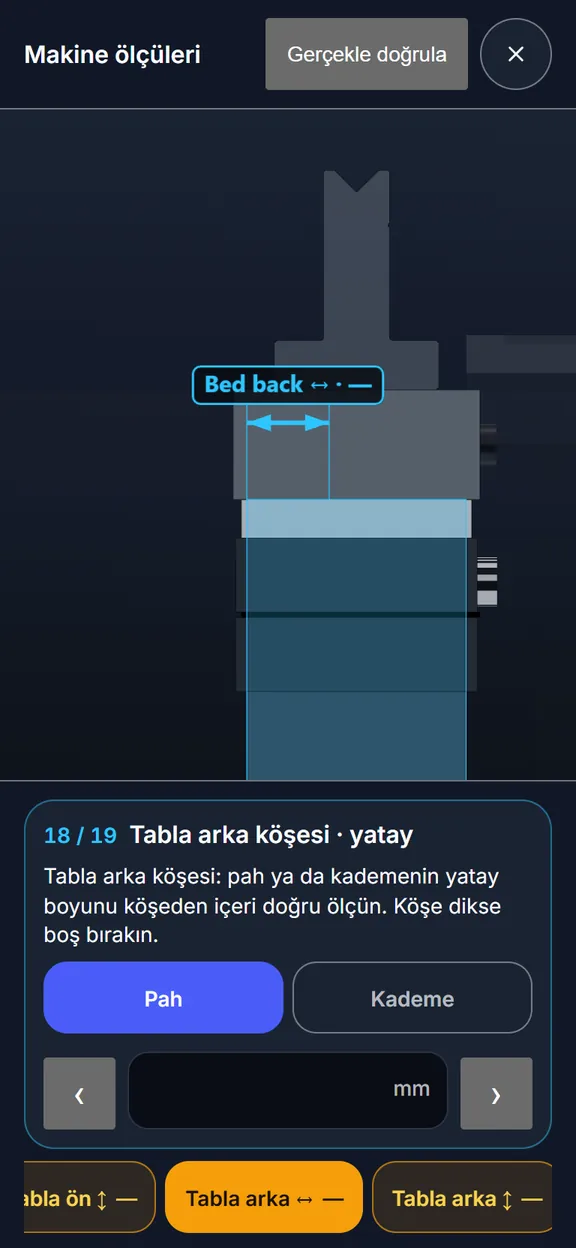 Makine ölçüleri
Gerçekle doğrula
×
Bed back ↔ · —
18 / 19 Tabla arka köşesi · yatay
Tabla arka köşesi: pah ya da kademenin yatay
boyunu köşeden içeri doğru ölçün. Köşe dikse
boş bırakın.
Pah
Kademe
‹
mm
›
abla ön ↕ —
Tabla arka ↔ —
Tabla arka ↕ —